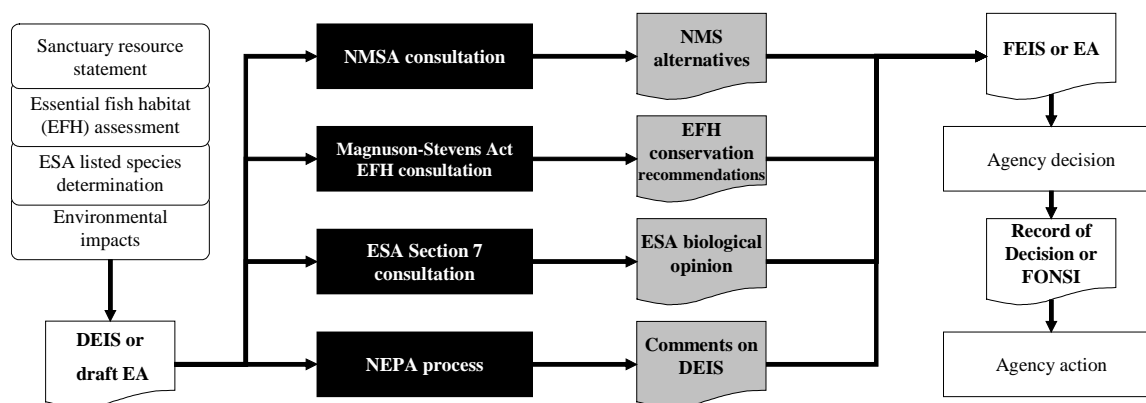 Sanctuary resource
statement
Essential fish habitat
(EFH) assessment
ESA listed species
determination
Environmental
impacts
DEIS or
draft EA
NMSA consultation
Magnuson-Stevens Act
EFH consultation
ESA Section 7
consultation
NEPA process
NMS
alternatives
EFH
conservation
recommendations
ESA biological
opinion
Comments on
DEIS
FEIS or EA
Agency decision
Record of
Decision or
FONSI
Agency action